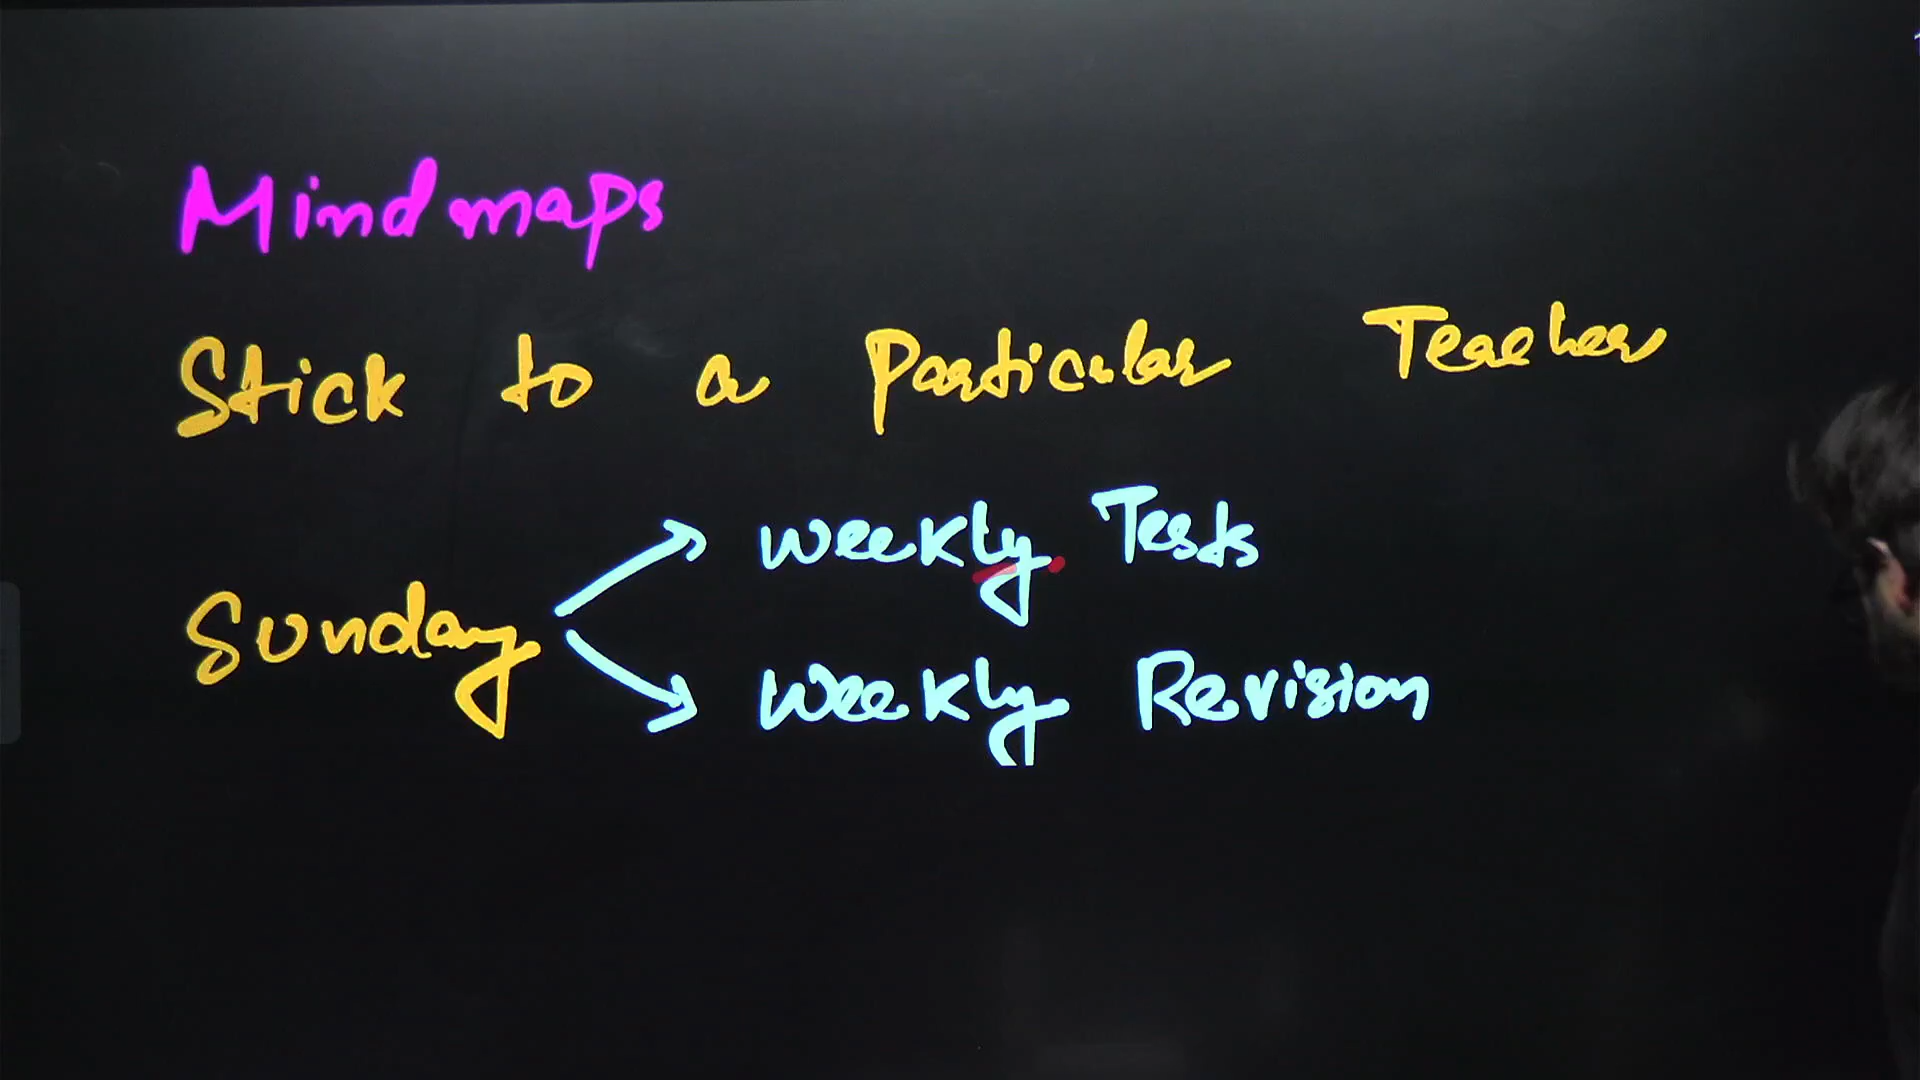 Mindmaps
Stick to a Particular Teacher
Sunday
Weekly Tests
Weekly Revision